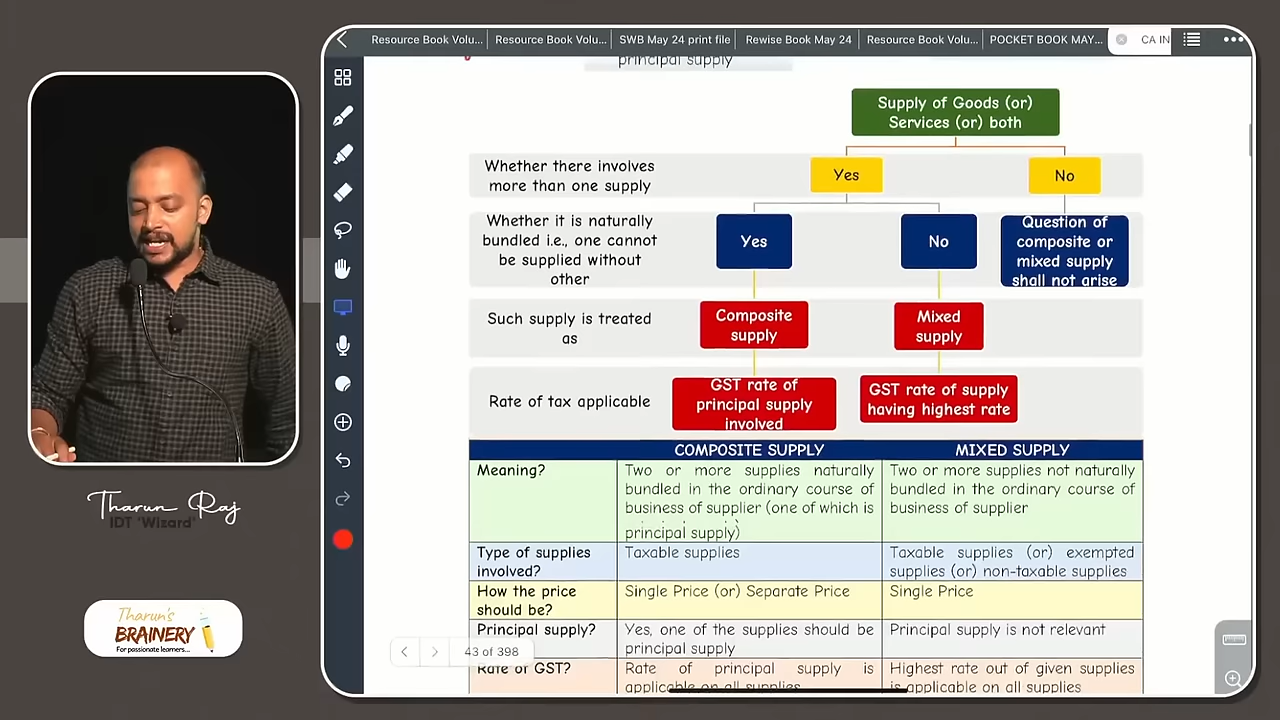 Resource Book Volu...
Resource Book Volu...
SWB May 24 print file
Rewise Book May 24
Resource Book Volu...
POCKET BOOK MAY...
CA IN
principal supply
Supply of Goods (or)
Services (or) both
Whether there involves
more than one supply
Yes
No
Whether it is naturally
bundled i.e., one cannot
be supplied without
other
Yes
No
Question of
composite or
mixed supply
shall not arise
Such supply is treated
as
Composite
supply
Mixed
supply
Rate of tax applicable
GST rate of
principal supply
involved
GST rate of supply
having highest rate
COMPOSITE SUPPLY
MIXED SUPPLY
Meaning?
Two or more supplies naturally
bundled in the ordinary course of
business of supplier (one of which is
principal supply)
Two or more supplies not naturally
bundled in the ordinary course of
business of supplier
Type of supplies
involved?
Taxable supplies
Taxable supplies (or) exempted
supplies (or) non-taxable supplies
How the price
should be?
Single Price (or) Separate Price
Single Price
Principal supply?
Yes, one of the supplies should be
principal supply
Principal supply is not relevant
Rate of GST?
Rate of principal supply is
applicable on all supplies
Highest rate out of given supplies
is applicable on all supplies
43 of 398
Tharun Raj
IDT 'Wizard'
Tharun's
BRAINERY
For passionate learners...